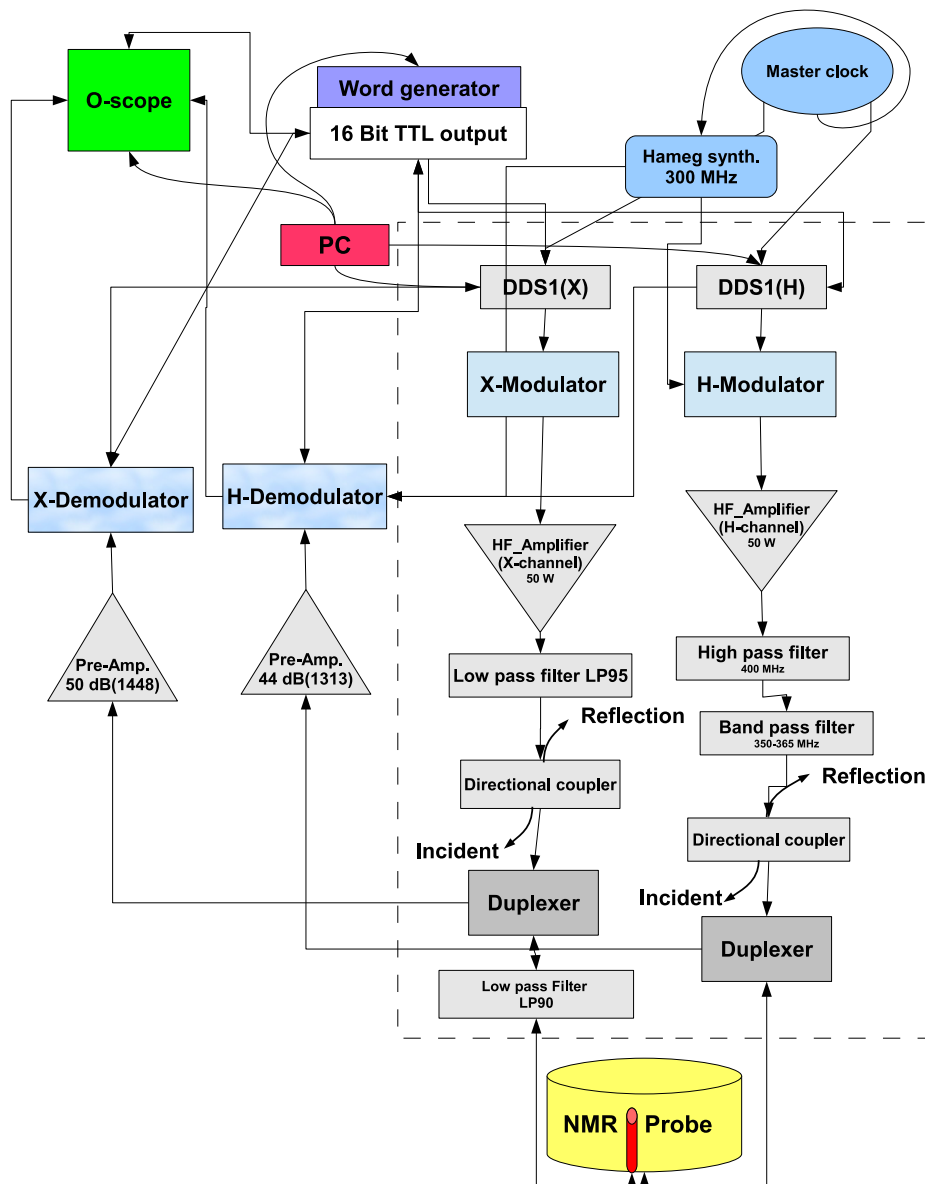 Master clock
Word generator
O-scope
16 Bit TTL output
Hameg synth.
300 MHz
PC
DDS1(X)
DDS1(H)
X-Modulator
H-Modulator
X-Demodulator
H-Demodulator
HF_Amplifier
(H-channel)
50 W
HF_Amplifier
(X-channel)
50 W
Pre-Amp.
50 dB(1448)
Pre-Amp.
44 dB(1313)
High pass filter
400 MHz
Low pass filter LP95
Reflection
Band pass filter
350-365 MHz
Reflection
Directional coupler
Directional coupler
Incident
Incident
Duplexer
Duplexer
Low pass Filter
LP90
NMR Probe